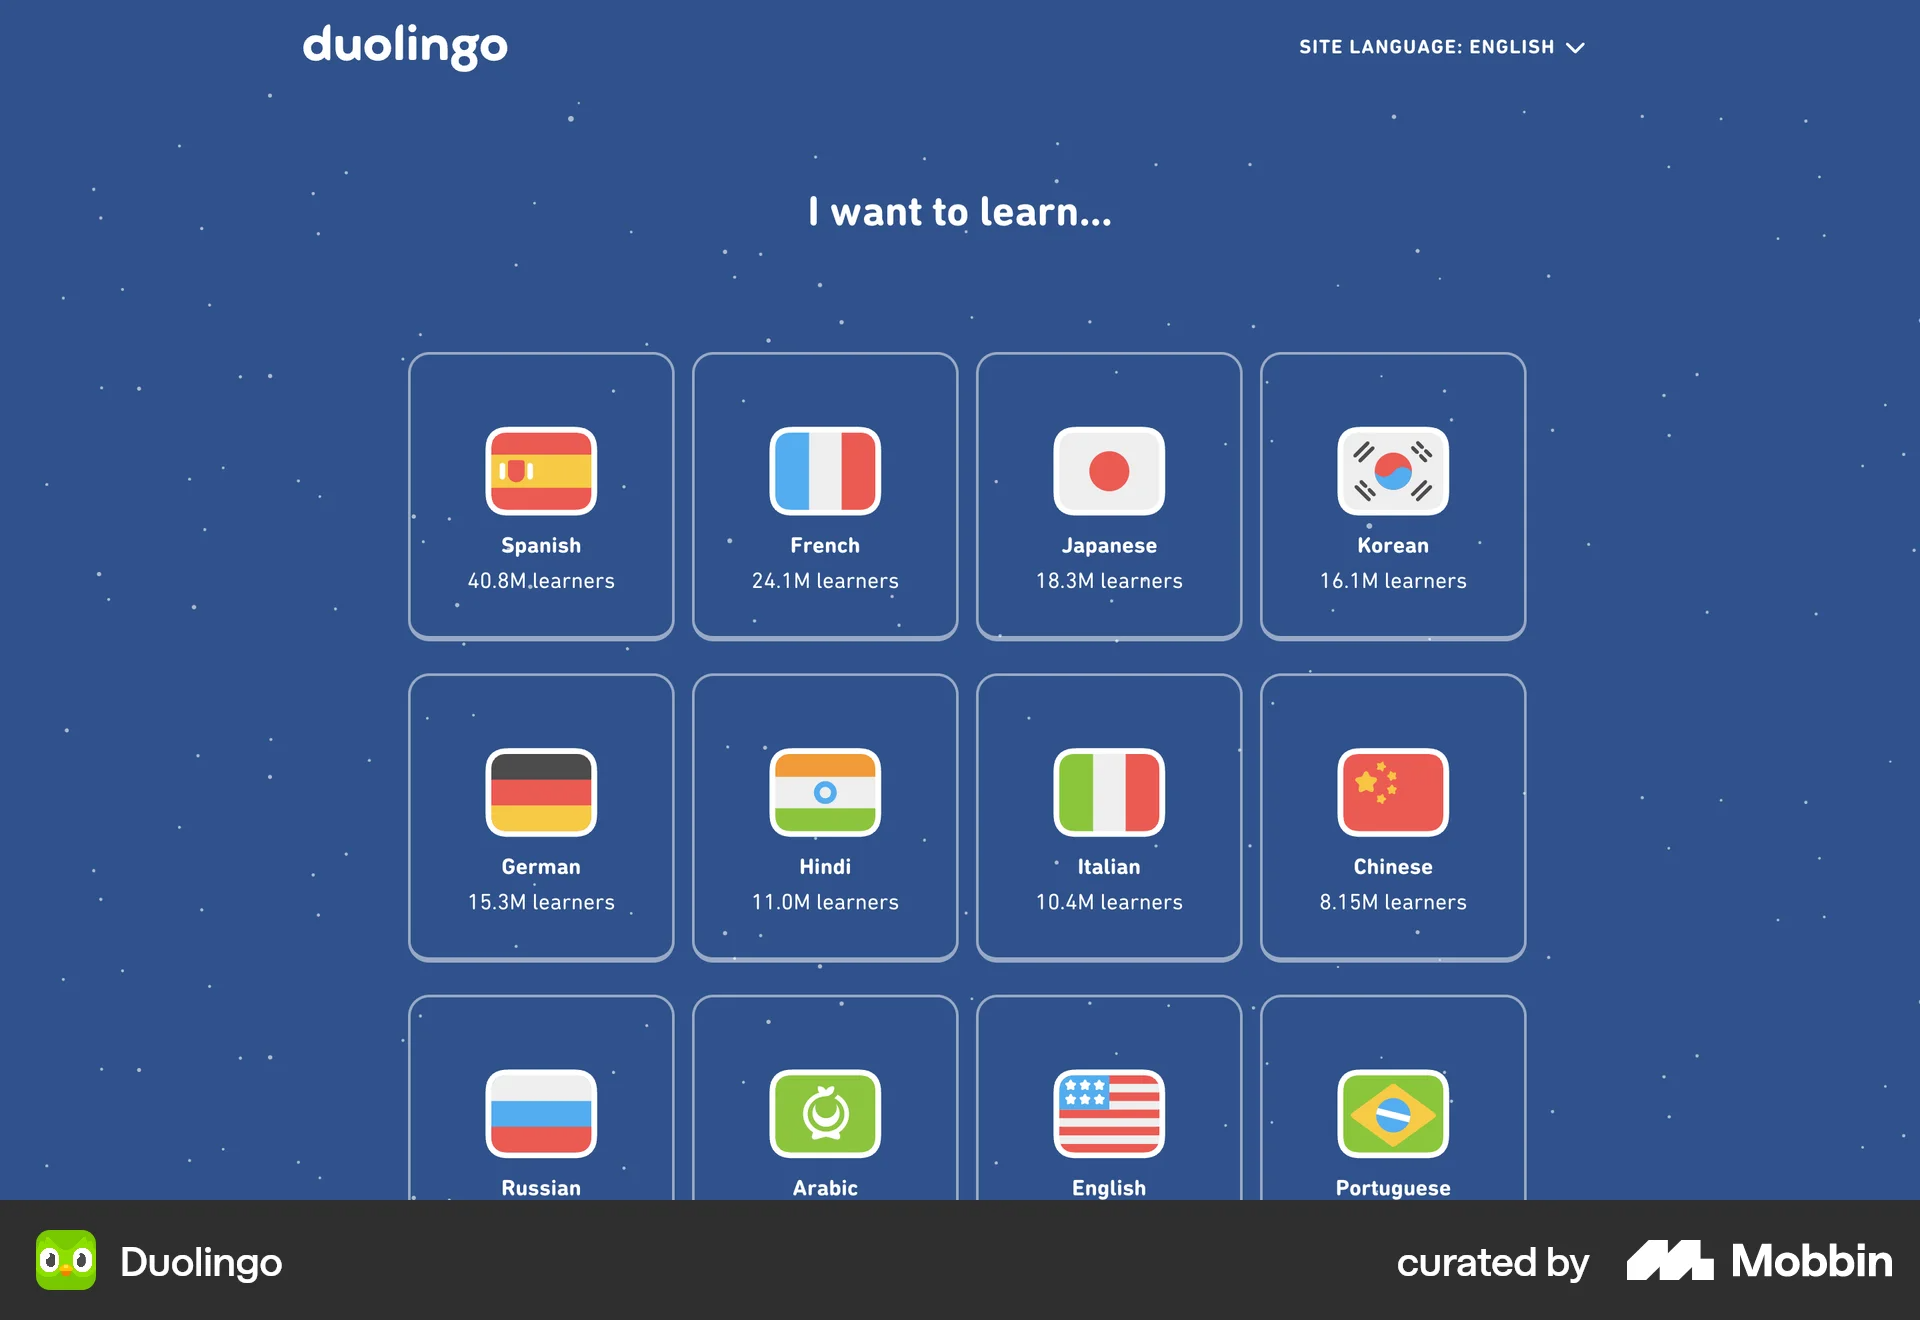 duolingo
SITE LANGUAGE: ENGLISH
I want to learn...
Spanish
40.8M learners
French
24.1M learners
Japanese
18.3M learners
Korean
16.1M learners
German
15.3M learners
Hindi
11.0M learners
Italian
10.4M learners
Chinese
8.15M learners
Russian
Arabic
English
Portuguese
Duolingo
curated by
Mobbin